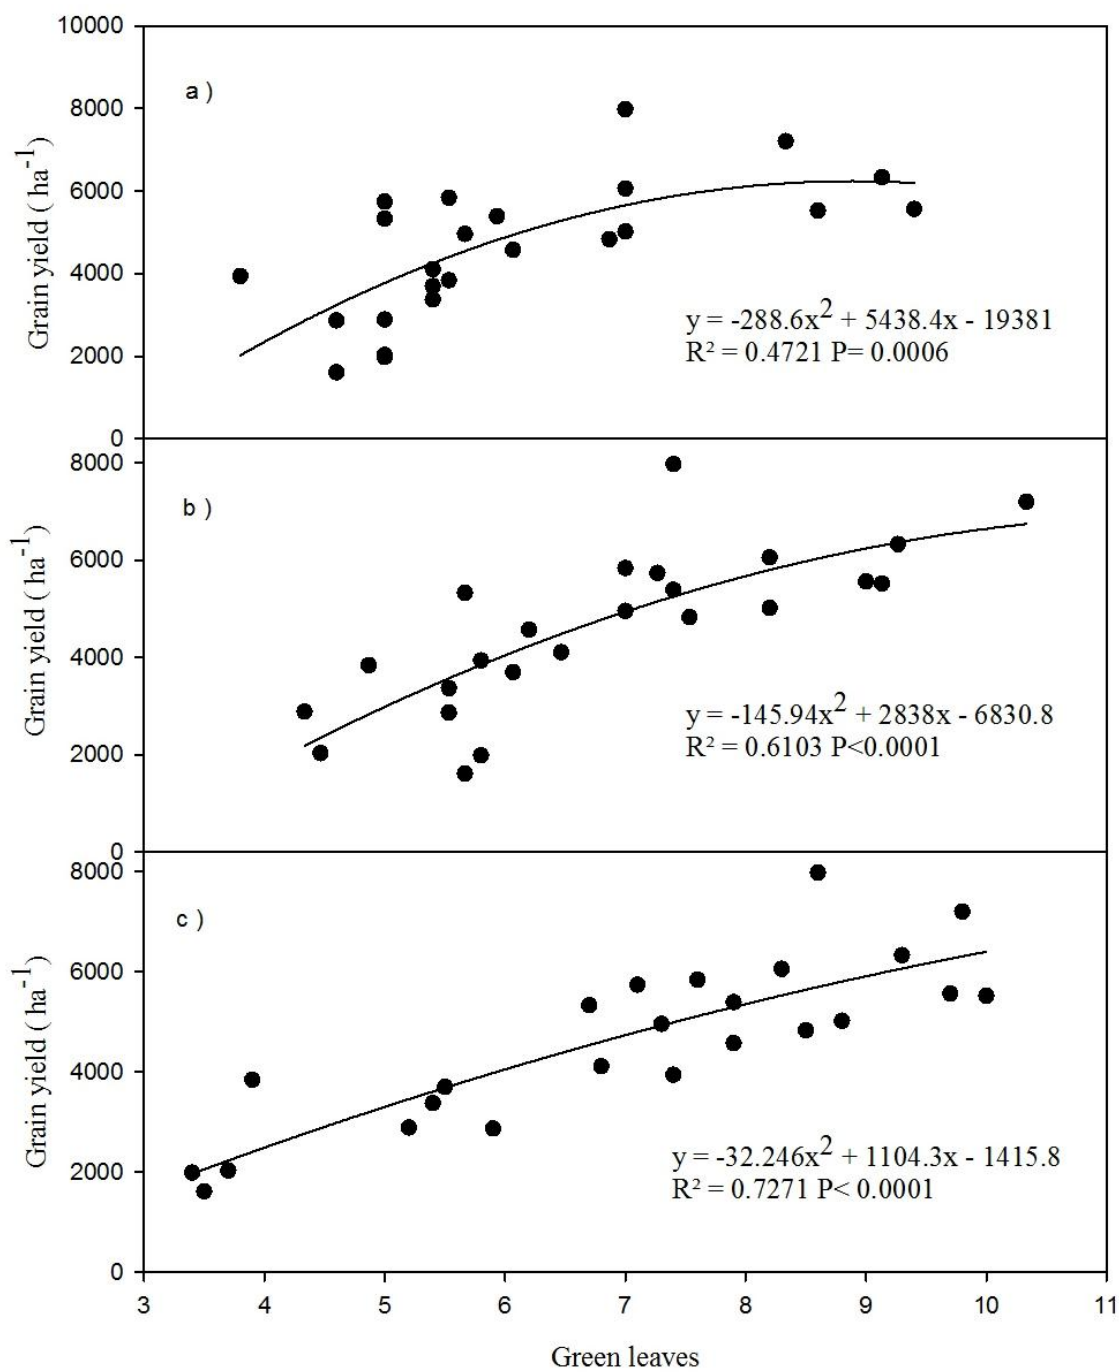 10000
a )
8000
6000
4000
2000
0
Grain yield ( ha⁻¹)
y = -288.6x² + 5438.4x - 19381
R² = 0.4721 P= 0.0006
8000
b )
6000
4000
2000
0
Grain yield ( ha⁻¹)
y = -145.94x² + 2838x - 6830.8
R² = 0.6103 P<0.0001
8000
c )
6000
4000
2000
0
Grain yield ( ha⁻¹)
y = -32.246x² + 1104.3x - 1415.8
R² = 0.7271 P< 0.0001
3 4 5 6 7 8 9 10 11
Green leaves